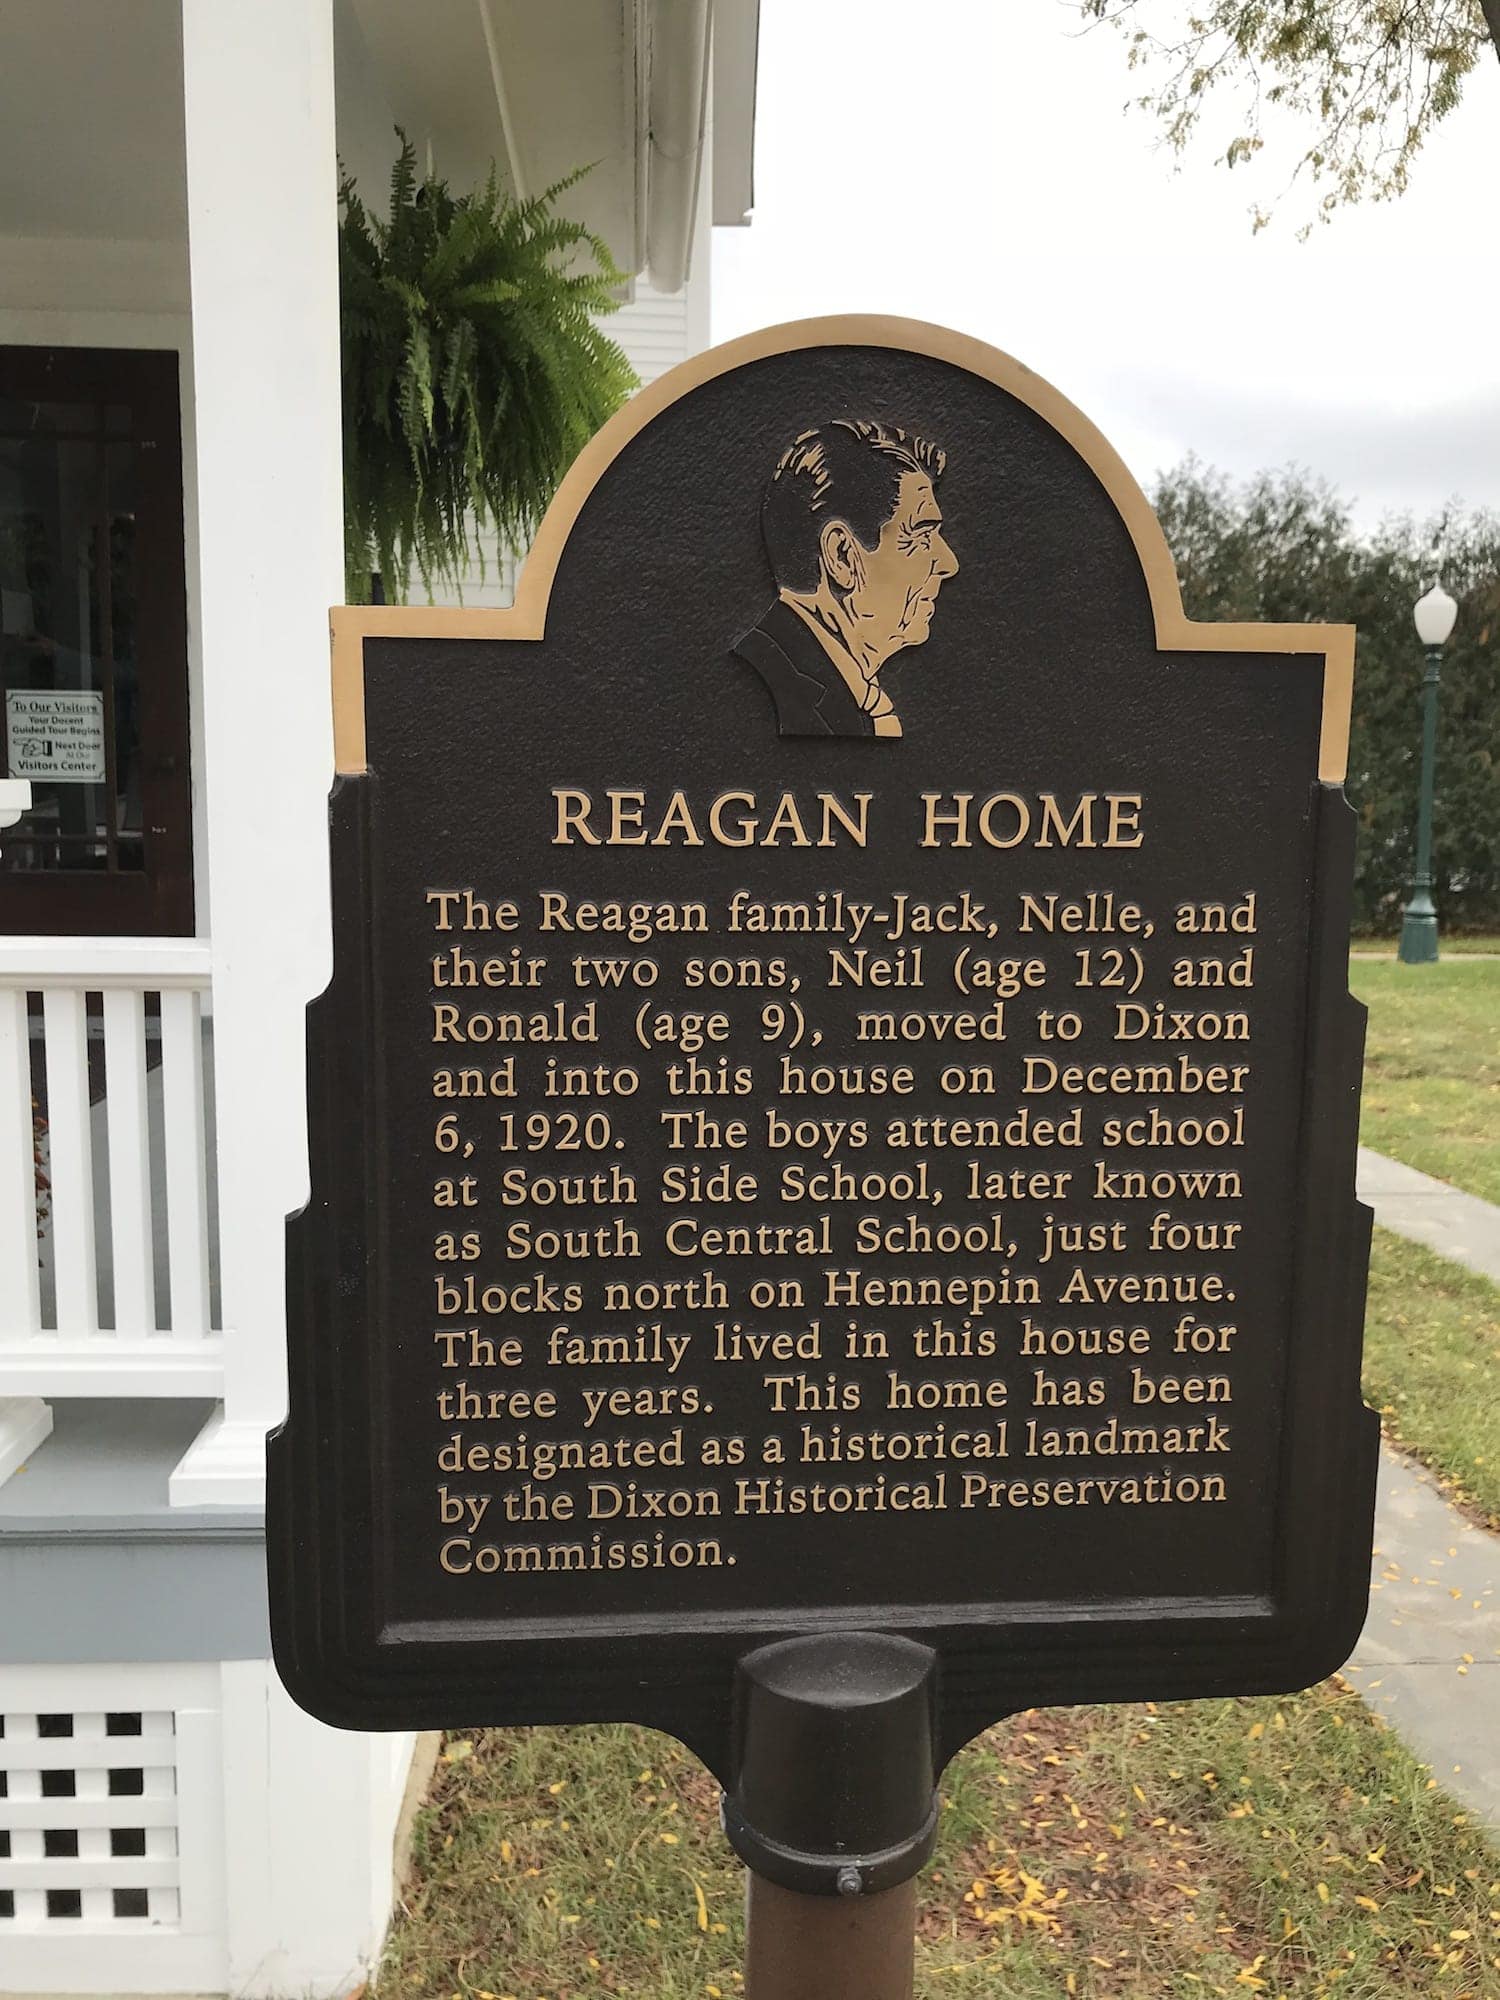 To Our Visitors
Your Docent
Guided Tour Begins
Next Door
At Our
Visitors Center
REAGAN HOME
The Reagan family-Jack, Nelle, and
their two sons, Neil (age 12) and
Ronald (age 9), moved to Dixon
and into this house on December
6, 1920. The boys attended school
at South Side School, later known
as South Central School, just four
blocks north on Hennepin Avenue.
The family lived in this house for
three years. This home has been
designated as a historical landmark
by the Dixon Historical Preservation
Commission.